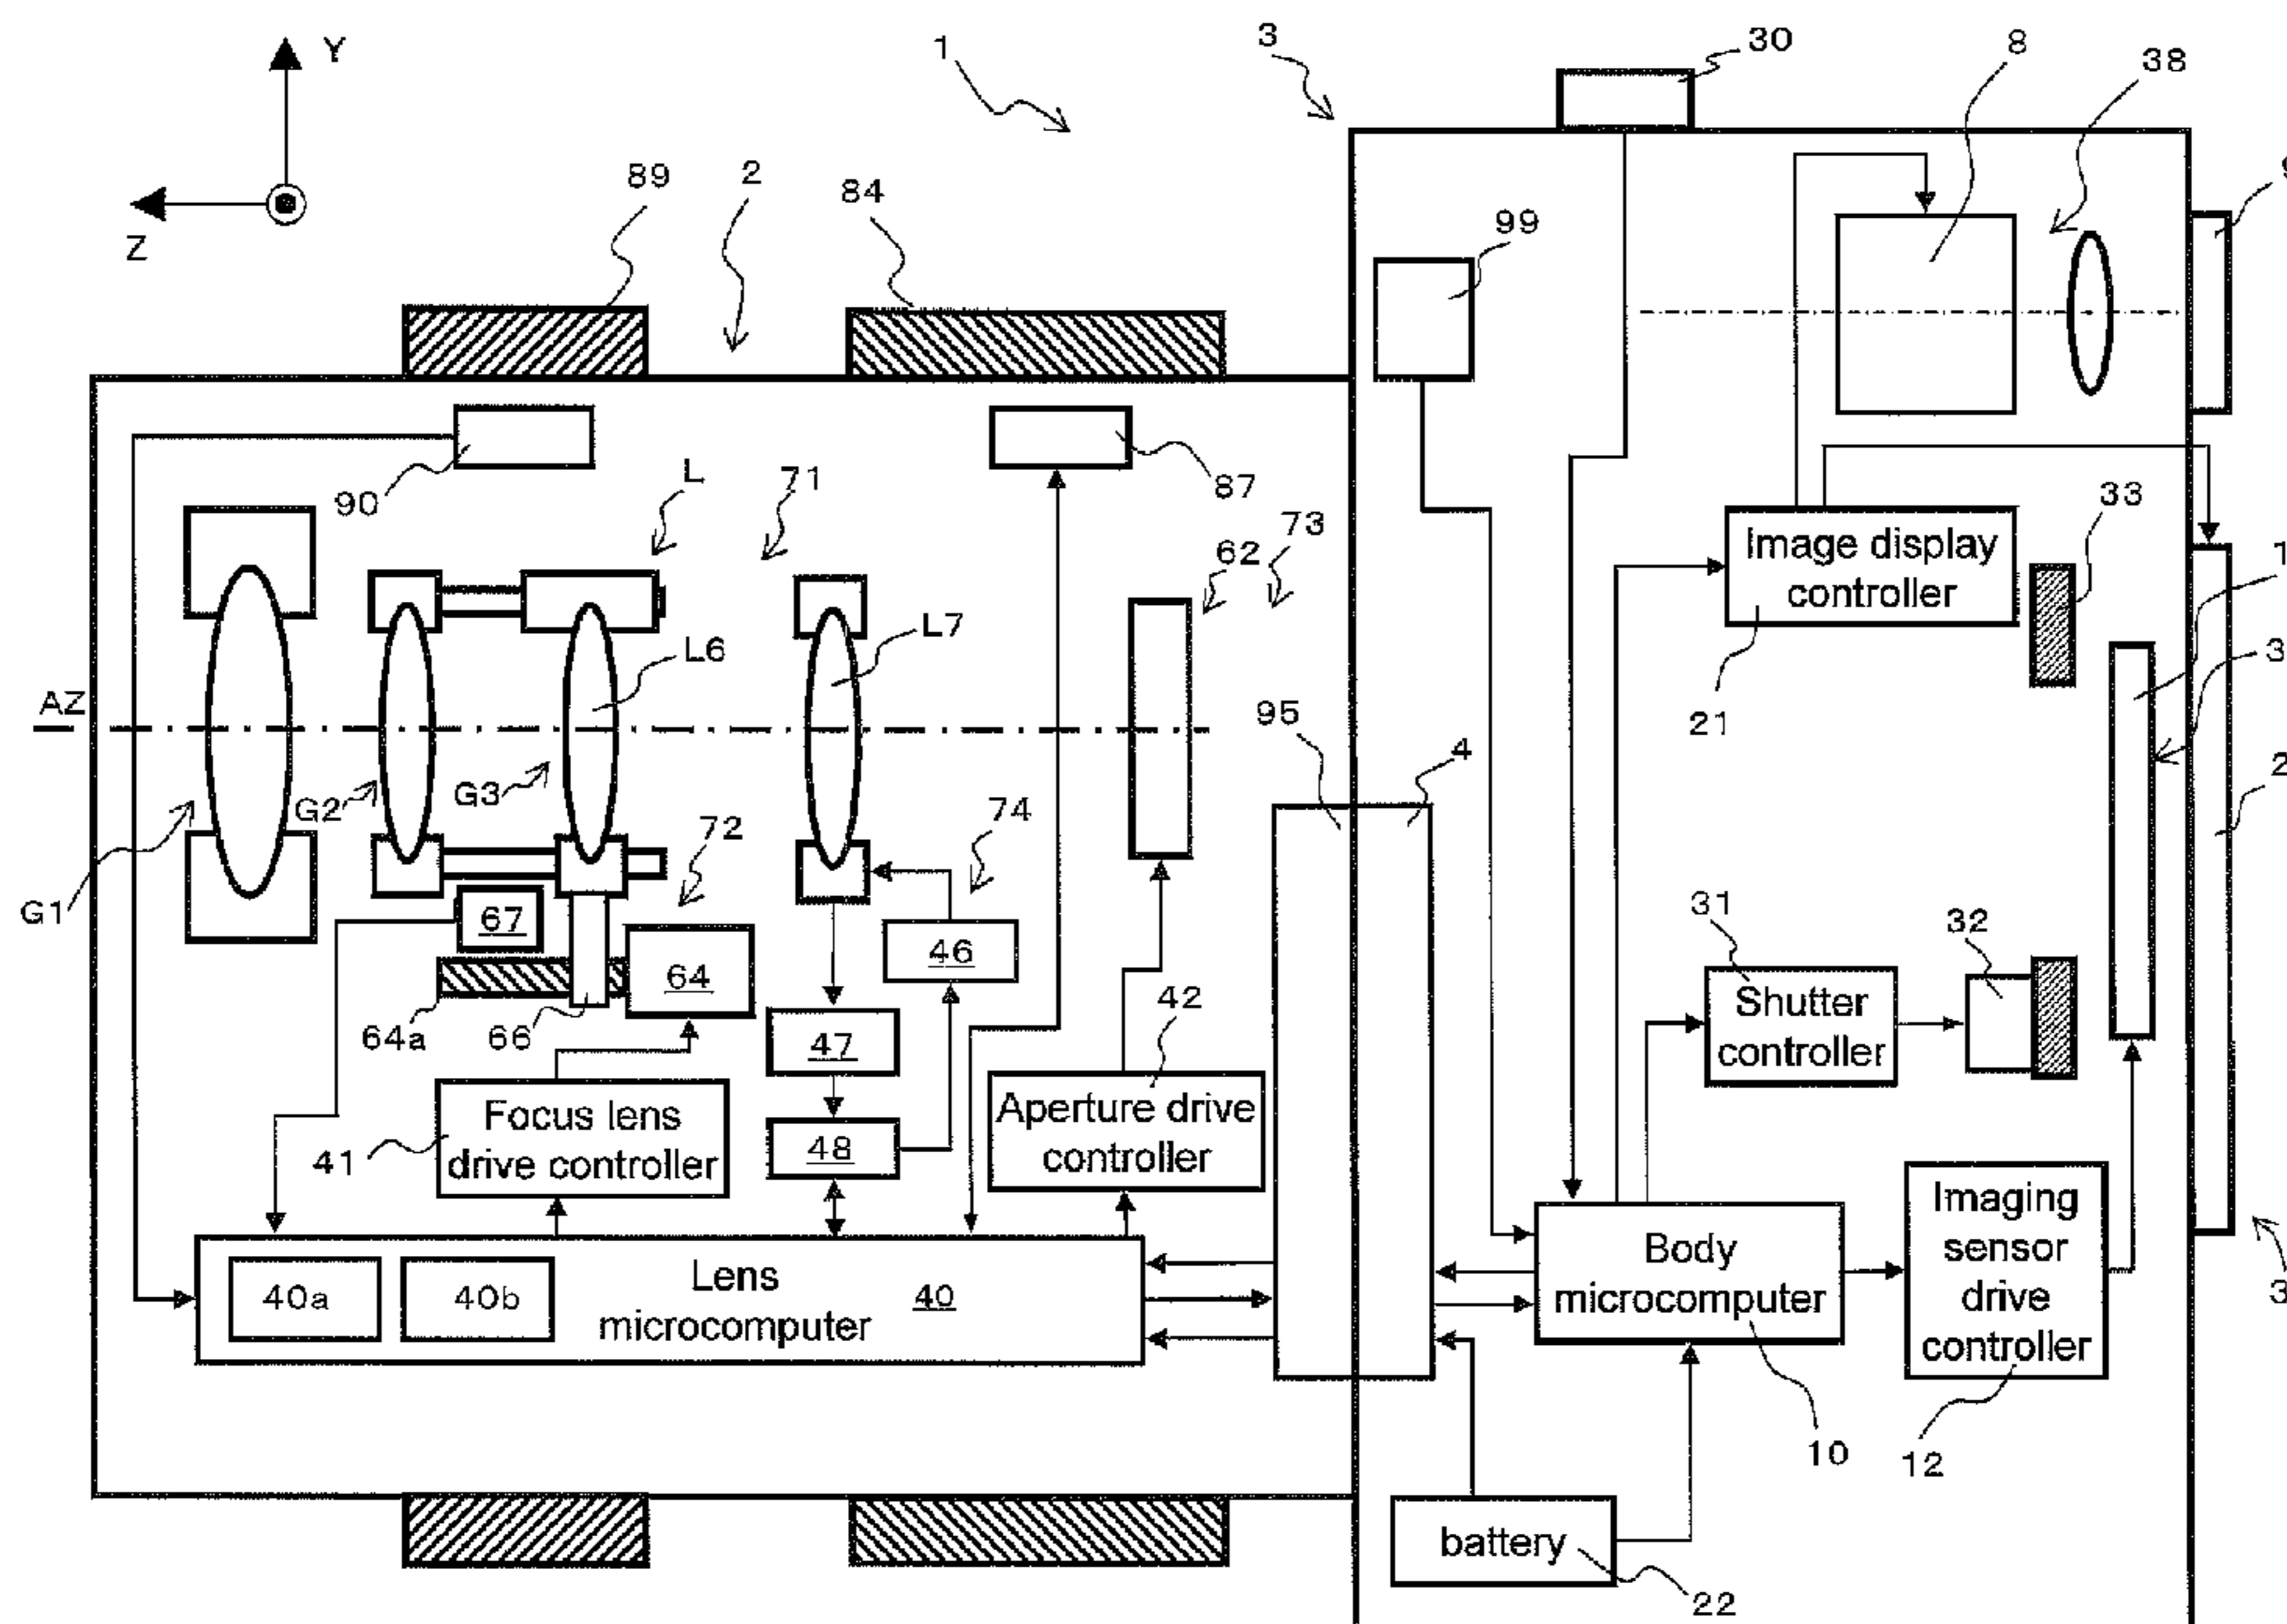 Y
1
3
30
8
38
Z
89
2
84
99
90
L
71
87
73
62
33
Image display
controller
L7
L6
AZ
95
4
21
G1
G2
G3
72
74
67
46
31
32
64
64a
66
47
42
Shutter
controller
Focus lens
drive controller
41
48
Aperture drive
controller
40a
40b
Lens
microcomputer
40
Body
microcomputer
Imaging
sensor
drive
controller
10
12
battery
22